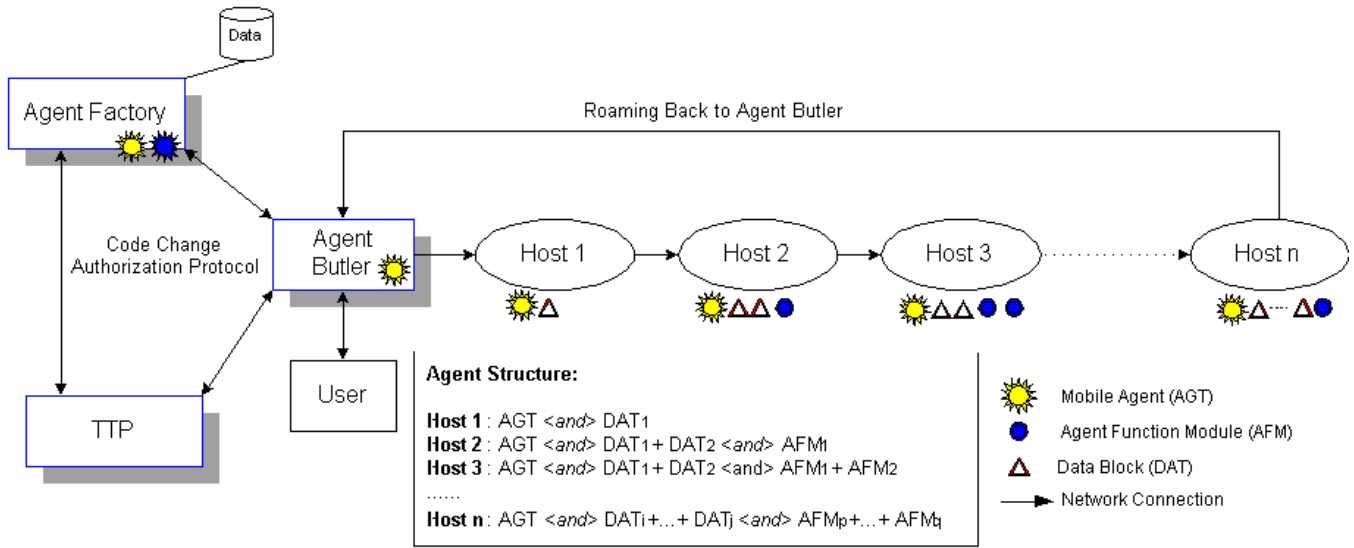 Data
Agent Factory
Roaming Back to Agent Butler
Code Change
Authorization Protocol
Agent
Butler
Host 1
Host 2
Host 3
Host n
User
TTP
Agent Structure:
Host 1 : AGT <and> DAT1
Host 2 : AGT <and> DAT1 + DAT2 <and> AFM1
Host 3 : AGT <and> DAT1 + DAT2 <and> AFM1 + AFM2
......
Host n : AGT <and> DATi+...+ DATj <and> AFMp+...+ AFMq
Mobile Agent (AGT)
Agent Function Module (AFM)
Data Block (DAT)
Network Connection